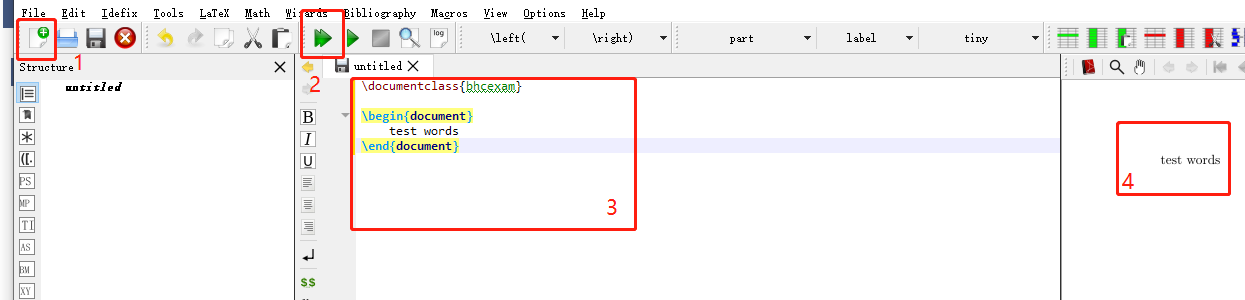 File Edit Idefix Tools LaTeX Math Wizards Bibliography Macros View Options Help
log \left( \right) part label tiny
1
2
Structure
untitled
untitled
\documentclass{bhcexam}
\begin{document}
test words
\end{document}
3
test words
4
B
I
U
$$
([.
PS
MP
TI
AS
BM
XY